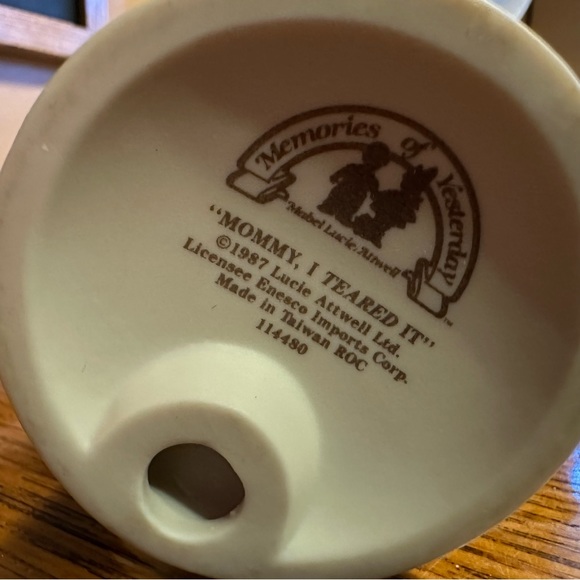 Memories of Yesterday™
Mabel Lucie Attwell
"MOMMY, I TEARED IT"
©1987 Lucie Attwell Ltd.
Licensee Enesco Imports Corp.
Made in Taiwan ROC
114480